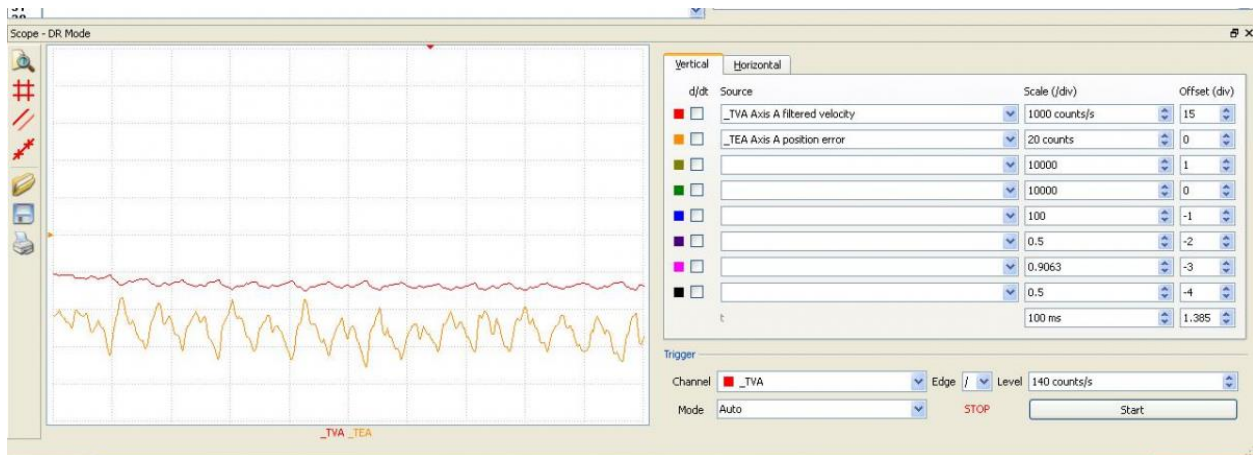 Scope - DR Mode
Vertical Horizontal
d/dt Source Scale (/div) Offset (div)
_TVA Axis A filtered velocity 1000 counts/s 15
_TEA Axis A position error 20 counts 0
10000 1
10000 0
100 -1
0.5 -2
0.9063 -3
0.5 -4
t 100 ms 1.385
Trigger
Channel _TVA Edge / Level 140 counts/s
Mode Auto STOP Start
_TVA _TEA